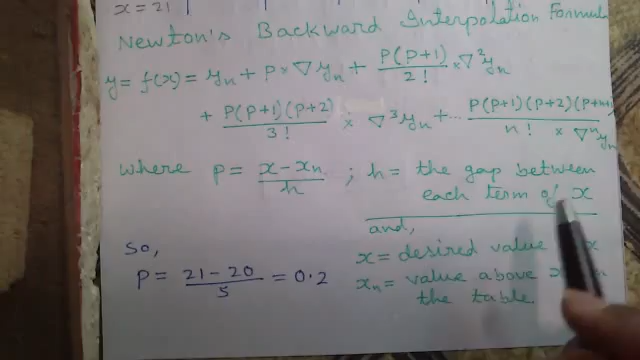 x = 21
Newton's Backward Interpolation Formula
y = f(x) = yₙ + P × ∇yₙ + P(P+1)/2! × ∇²yₙ
+ P(P+1)(P+2)/3! × ∇³yₙ + ... P(P+1)(P+2)(P+n+1)/n! × ∇ⁿyₙ
where P = x - xₙ/h ; h = the gap between
each term of x
and,
So,
x = desired value x
P = 21 - 20/5 = 0.2
xₙ = value above
the table.